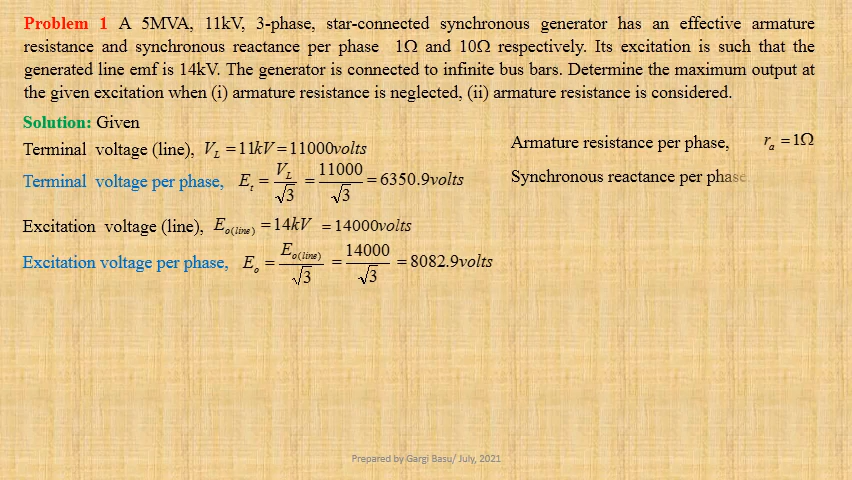 Problem 1 A 5MVA, 11kV, 3-phase, star-connected synchronous generator has an effective armature
resistance and synchronous reactance per phase 1Ω and 10Ω respectively. Its excitation is such that the
generated line emf is 14kV. The generator is connected to infinite bus bars. Determine the maximum output at
the given excitation when (i) armature resistance is neglected, (ii) armature resistance is considered.
Solution: Given
Terminal voltage (line), V_L = 11kV = 11000volts
Terminal voltage per phase, E_t = V_L/√3 = 11000/√3 = 6350.9volts
Excitation voltage (line), E_o(line) = 14kV = 14000volts
Excitation voltage per phase, E_o = E_o(line)/√3 = 14000/√3 = 8082.9volts
Armature resistance per phase, r_a = 1Ω
Synchronous reactance per phase
Prepared by Gargi Basu/ July, 2021